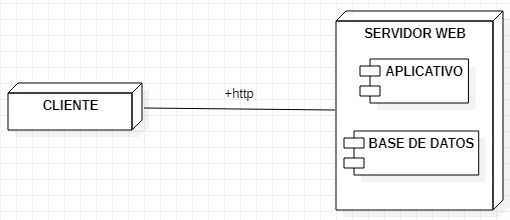 SERVIDOR WEB
APLICATIVO
+http
CLIENTE
BASE DE DATOS